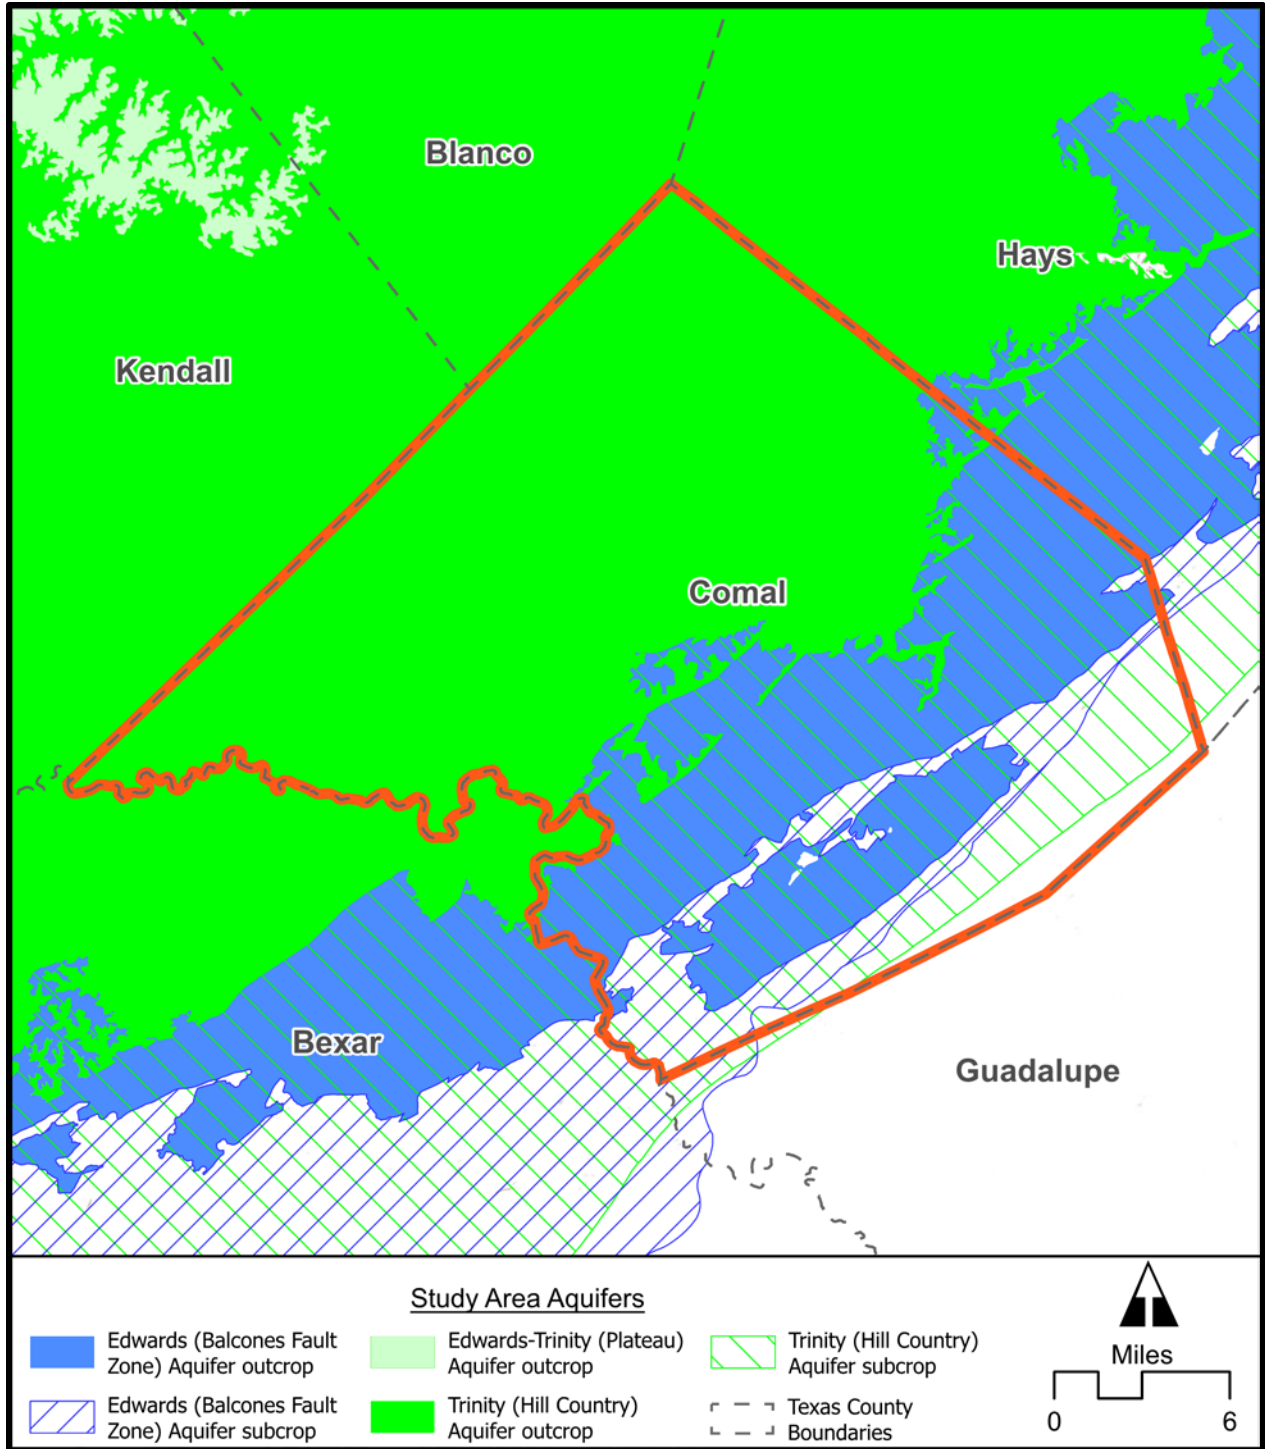 Blanco
Hays
Kendall
Comal
Bexar
Guadalupe
Study Area Aquifers
Edwards (Balcones Fault
Zone) Aquifer outcrop
Edwards (Balcones Fault
Zone) Aquifer subcrop
Edwards-Trinity (Plateau)
Aquifer outcrop
Trinity (Hill Country)
Aquifer outcrop
Trinity (Hill Country)
Aquifer subcrop
Texas County
Boundaries
Miles
0 6